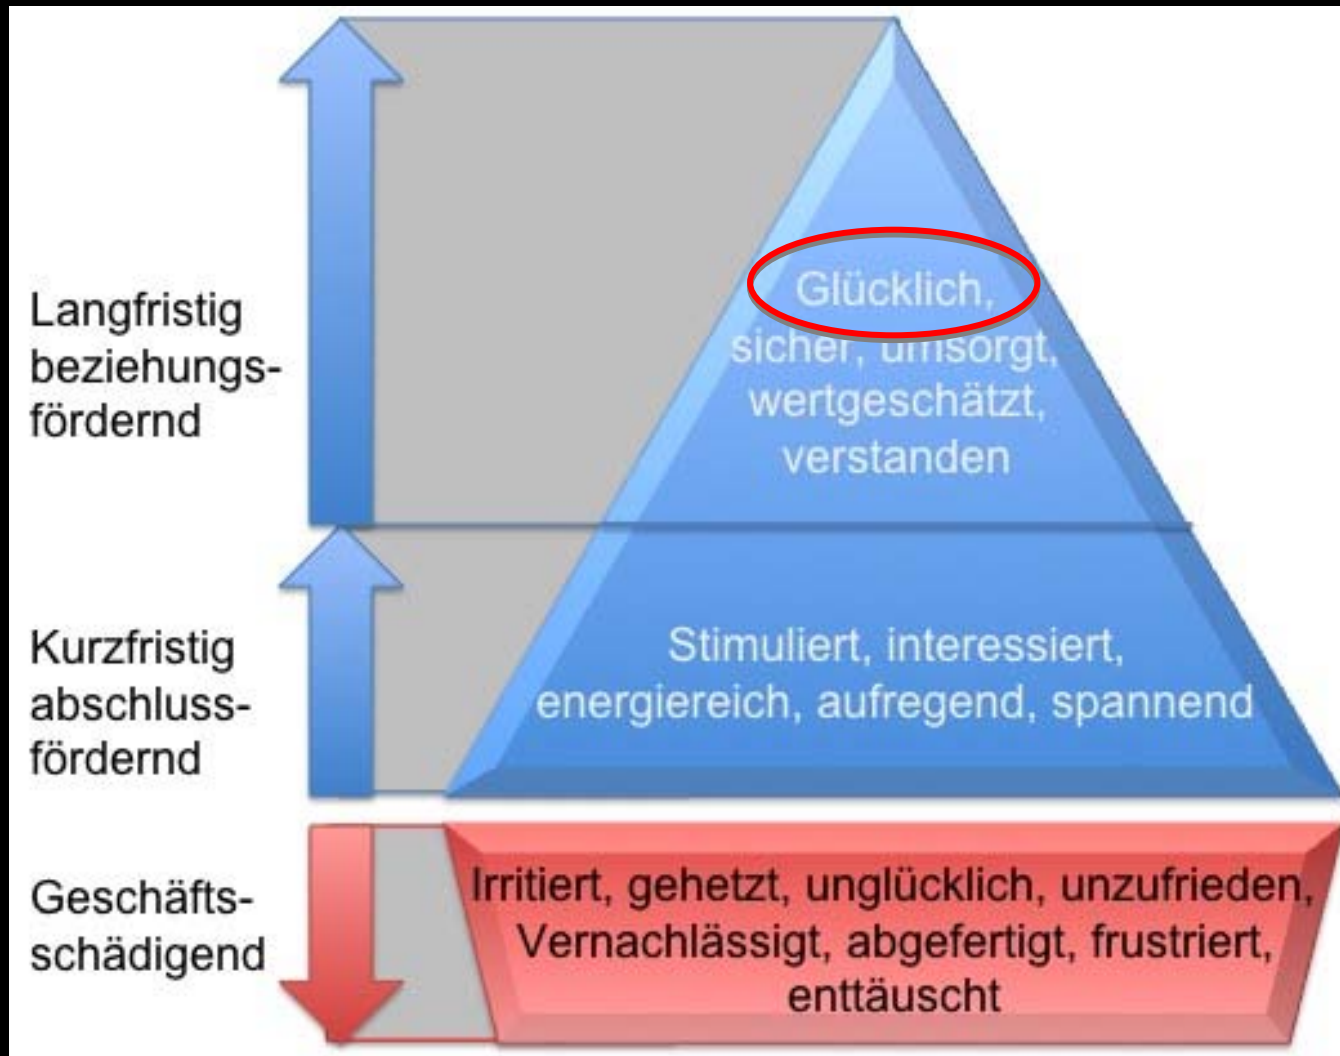 Langfristig
beziehungs-
fördernd
Glücklich,
sicher, umsorgt,
wertgeschätzt,
verstanden
Kurzfristig
abschluss-
fördernd
Stimuliert, interessiert,
energiereich, aufregend, spannend
Geschäfts-
schädigend
Irritiert, gehetzt, unglücklich, unzufrieden,
Vernachlässigt, abgefertigt, frustriert,
enttäuscht